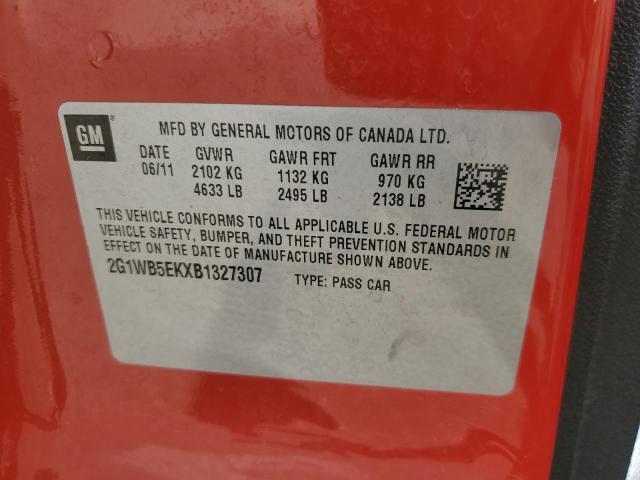 GM
®
MFD BY GENERAL MOTORS OF CANADA LTD.
DATE GVWR GAWR FRT GAWR RR
06/11 2102 KG 1132 KG 970 KG
4633 LB 2495 LB 2138 LB
THIS VEHICLE CONFORMS TO ALL APPLICABLE U.S. FEDERAL MOTOR
VEHICLE SAFETY, BUMPER, AND THEFT PREVENTION STANDARDS IN
EFFECT ON THE DATE OF MANUFACTURE SHOWN ABOVE.
2G1WB5EKXB1327307 TYPE: PASS CAR